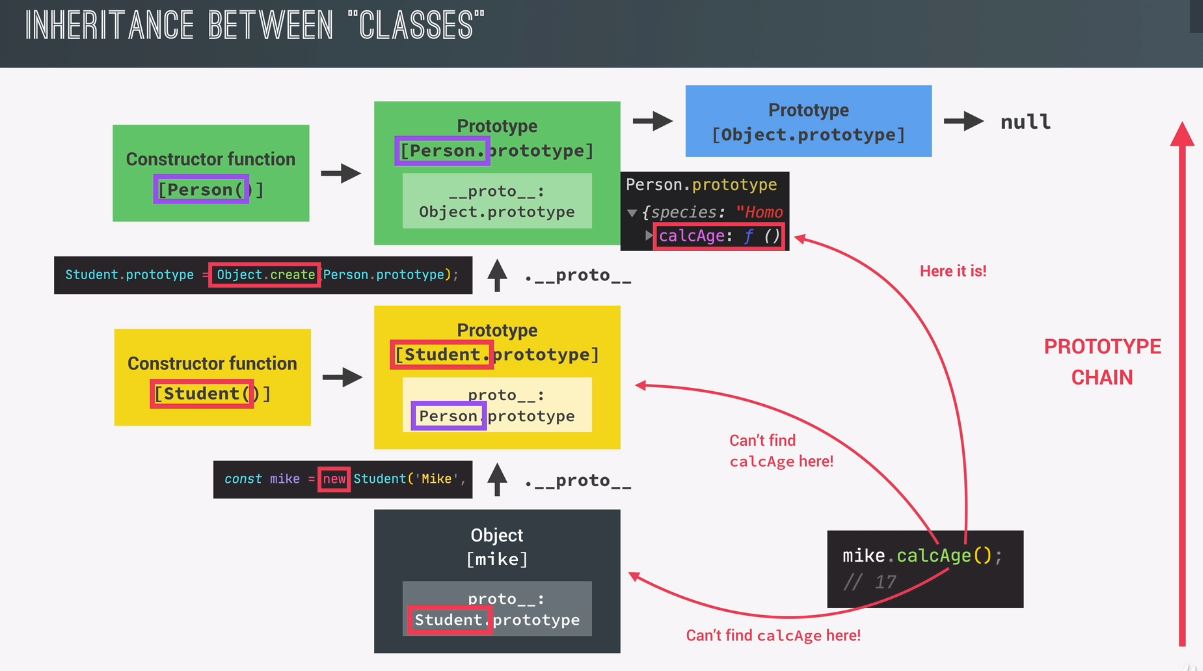 INHERITANCE BETWEEN "CLASSES"
Constructor function
[Person()]
Prototype
[Person.prototype]
__proto__:
Object.prototype
Prototype
[Object.prototype]
null
Person.prototype
▼{species: "Homo
▶calcAge: ƒ ()
Here it is!
Student.prototype = Object.create(Person.prototype);
.__proto__
Constructor function
[Student()]
Prototype
[Student.prototype]
proto__:
Person.prototype
PROTOTYPE
CHAIN
Can't find
calcAge here!
const mike = new Student('Mike',
.__proto__
Object
[mike]
proto__:
Student.prototype
mike.calcAge();
// 17
Can't find calcAge here!